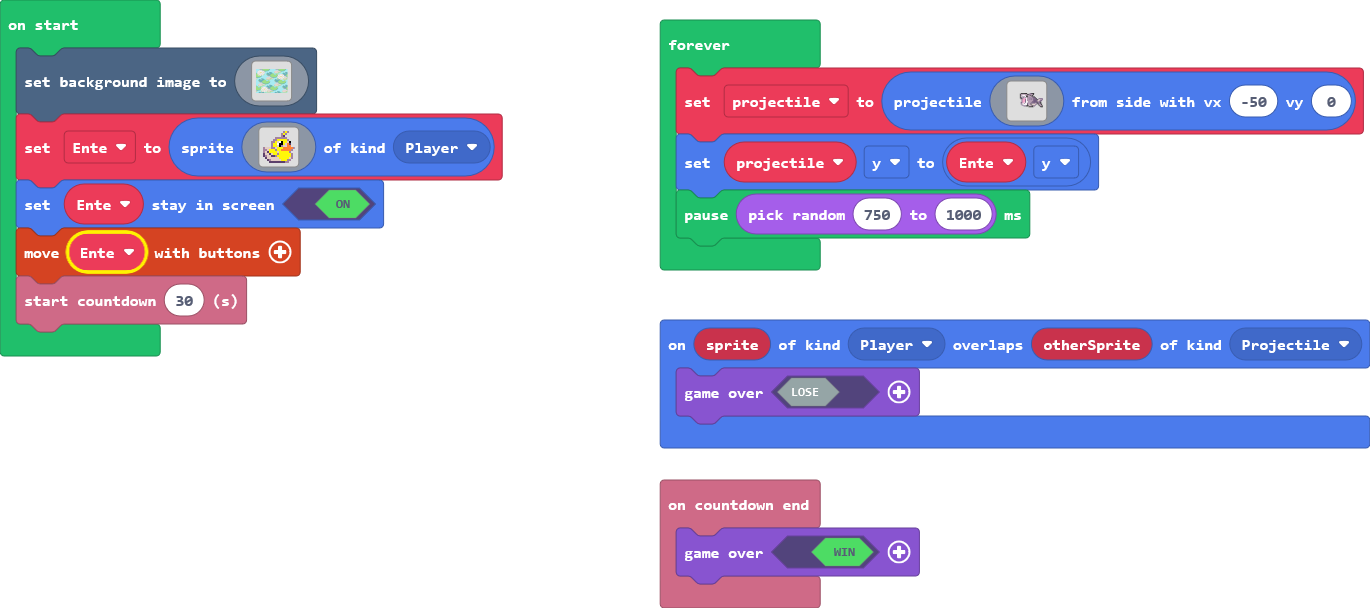 on start
set background image to
set Ente to sprite of kind Player
set Ente stay in screen ON
move Ente with buttons
start countdown 30 (s)
forever
set projectile to projectile from side with vx -50 vy 0
set projectile y to Ente y
pause pick random 750 to 1000 ms
on sprite of kind Player overlaps otherSprite of kind Projectile
game over LOSE
on countdown end
game over WIN